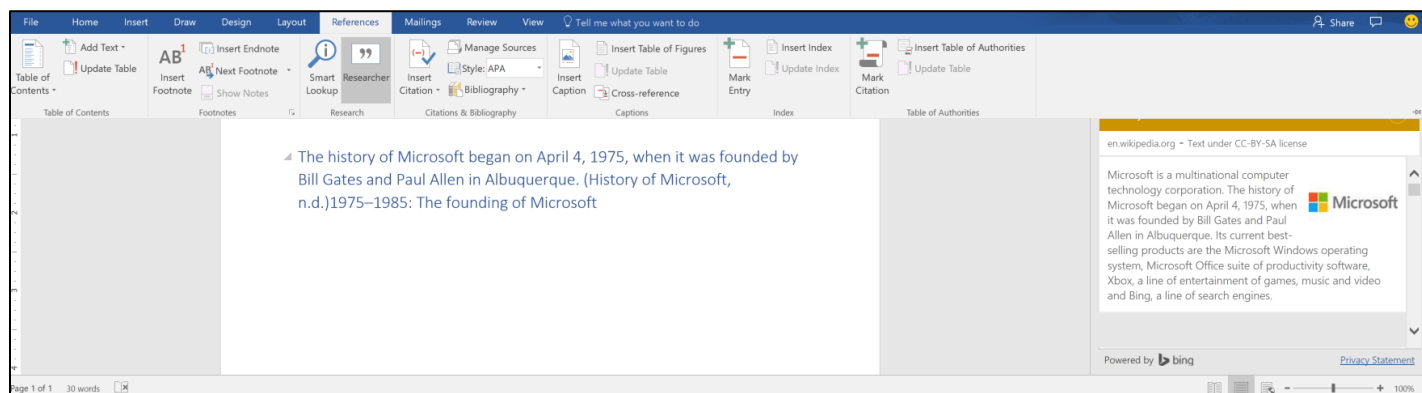 File Home Insert Draw Design Layout References Mailings Review View Tell me what you want to do Share
Table of Contents
Add Text
Update Table
Table of Contents
AB1 Insert Footnote
Insert Endnote
AB1 Next Footnote
Show Notes
Footnotes
Smart Lookup
Researcher
Research
Insert Citation
Manage Sources
Style: APA
Bibliography
Citations & Bibliography
Insert Caption
Insert Table of Figures
Update Table
Cross-reference
Captions
Mark Entry
Insert Index
Update Index
Index
Mark Citation
Insert Table of Authorities
Update Table
Table of Authorities
The history of Microsoft began on April 4, 1975, when it was founded by
Bill Gates and Paul Allen in Albuquerque. (History of Microsoft,
n.d.)1975–1985: The founding of Microsoft
en.wikipedia.org - Text under CC-BY-SA license
Microsoft is a multinational computer
technology corporation. The history of
Microsoft began on April 4, 1975, when
it was founded by Bill Gates and Paul
Allen in Albuquerque. Its current best-
selling products are the Microsoft Windows operating
system, Microsoft Office suite of productivity software,
Xbox, a line of entertainment of games, music and video
and Bing, a line of search engines.
Microsoft
Powered by bing
Privacy Statement
Page 1 of 1 30 words
100%